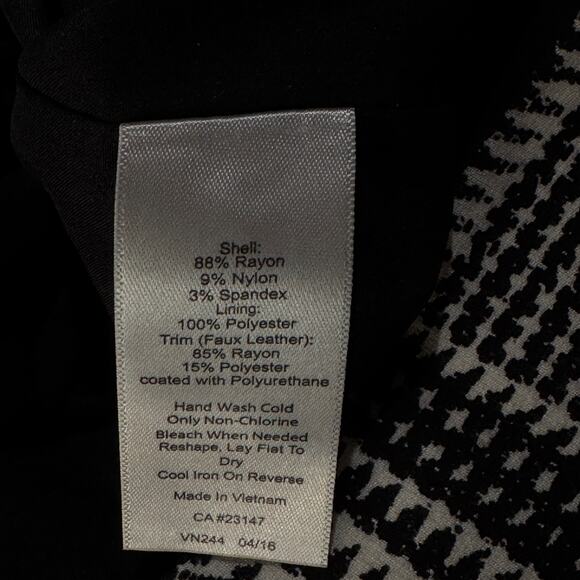 Shell:
88% Rayon
9% Nylon
3% Spandex
Lining:
100% Polyester
Trim (Faux Leather):
85% Rayon
15% Polyester
coated with Polyurethane
Hand Wash Cold
Only Non-Chlorine
Bleach When Needed
Reshape, Lay Flat To
Dry
Cool Iron On Reverse
Made In Vietnam
CA #23147
VN244 04/16